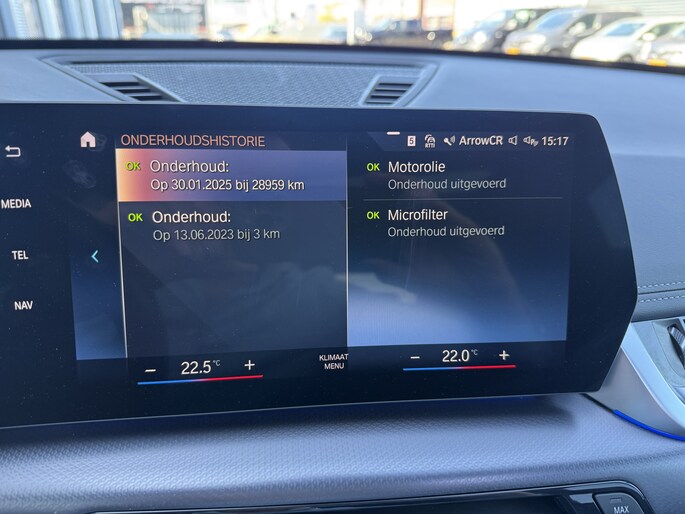 ONDERHOUDSHISTORIE
5 RTTI ArrowCR 15:17
MEDIA
TEL
NAV
OK Onderhoud:
Op 30.01.2025 bij 28959 km
OK Onderhoud:
Op 13.06.2023 bij 3 km
OK Motorolie
Onderhoud uitgevoerd
OK Microfilter
Onderhoud uitgevoerd
− 22.5 °C +
KLIMAAT
MENU
− 22.0 °C +
MAX